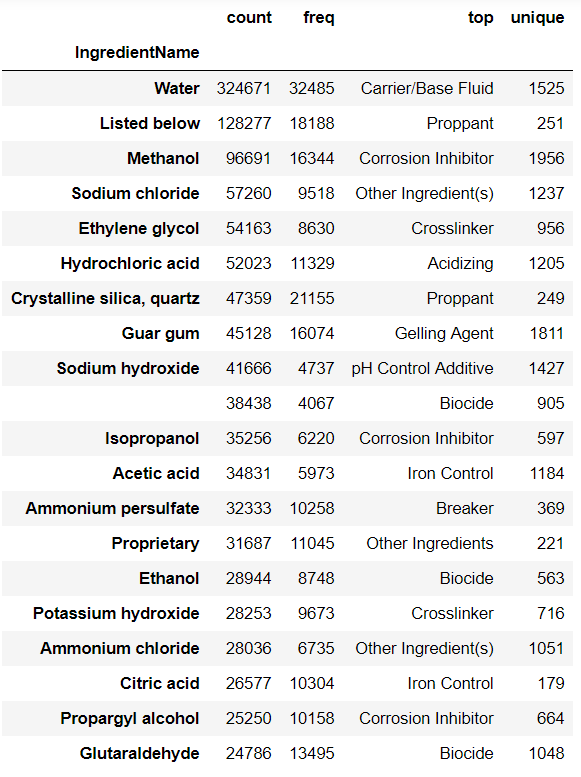 count freq top unique
IngredientName
Water 324671 32485 Carrier/Base Fluid 1525
Listed below 128277 18188 Proppant 251
Methanol 96691 16344 Corrosion Inhibitor 1956
Sodium chloride 57260 9518 Other Ingredient(s) 1237
Ethylene glycol 54163 8630 Crosslinker 956
Hydrochloric acid 52023 11329 Acidizing 1205
Crystalline silica, quartz 47359 21155 Proppant 249
Guar gum 45128 16074 Gelling Agent 1811
Sodium hydroxide 41666 4737 pH Control Additive 1427
38438 4067 Biocide 905
Isopropanol 35256 6220 Corrosion Inhibitor 597
Acetic acid 34831 5973 Iron Control 1184
Ammonium persulfate 32333 10258 Breaker 369
Proprietary 31687 11045 Other Ingredients 221
Ethanol 28944 8748 Biocide 563
Potassium hydroxide 28253 9673 Crosslinker 716
Ammonium chloride 28036 6735 Other Ingredient(s) 1051
Citric acid 26577 10304 Iron Control 179
Propargyl alcohol 25250 10158 Corrosion Inhibitor 664
Glutaraldehyde 24786 13495 Biocide 1048